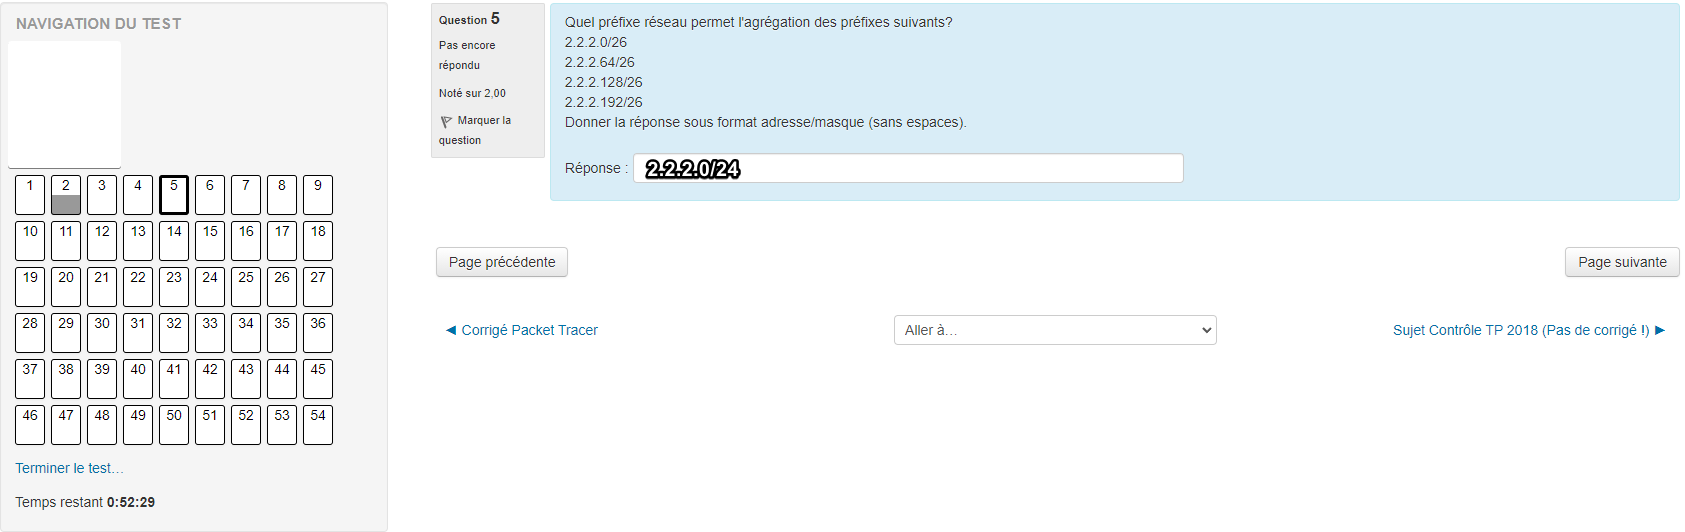 NAVIGATION DU TEST
1 2 3 4 5 6 7 8 9
10 11 12 13 14 15 16 17 18
19 20 21 22 23 24 25 26 27
28 29 30 31 32 33 34 35 36
37 38 39 40 41 42 43 44 45
46 47 48 49 50 51 52 53 54
Terminer le test…
Temps restant 0:52:29
Question 5
Pas encore
répondu
Noté sur 2,00
Marquer la
question
Quel préfixe réseau permet l'agrégation des préfixes suivants?
2.2.2.0/26
2.2.2.64/26
2.2.2.128/26
2.2.2.192/26
Donner la réponse sous format adresse/masque (sans espaces).
Réponse : 2.2.2.0/24
Page précédente
Page suivante
◄ Corrigé Packet Tracer
Aller à…
Sujet Contrôle TP 2018 (Pas de corrigé !) ►